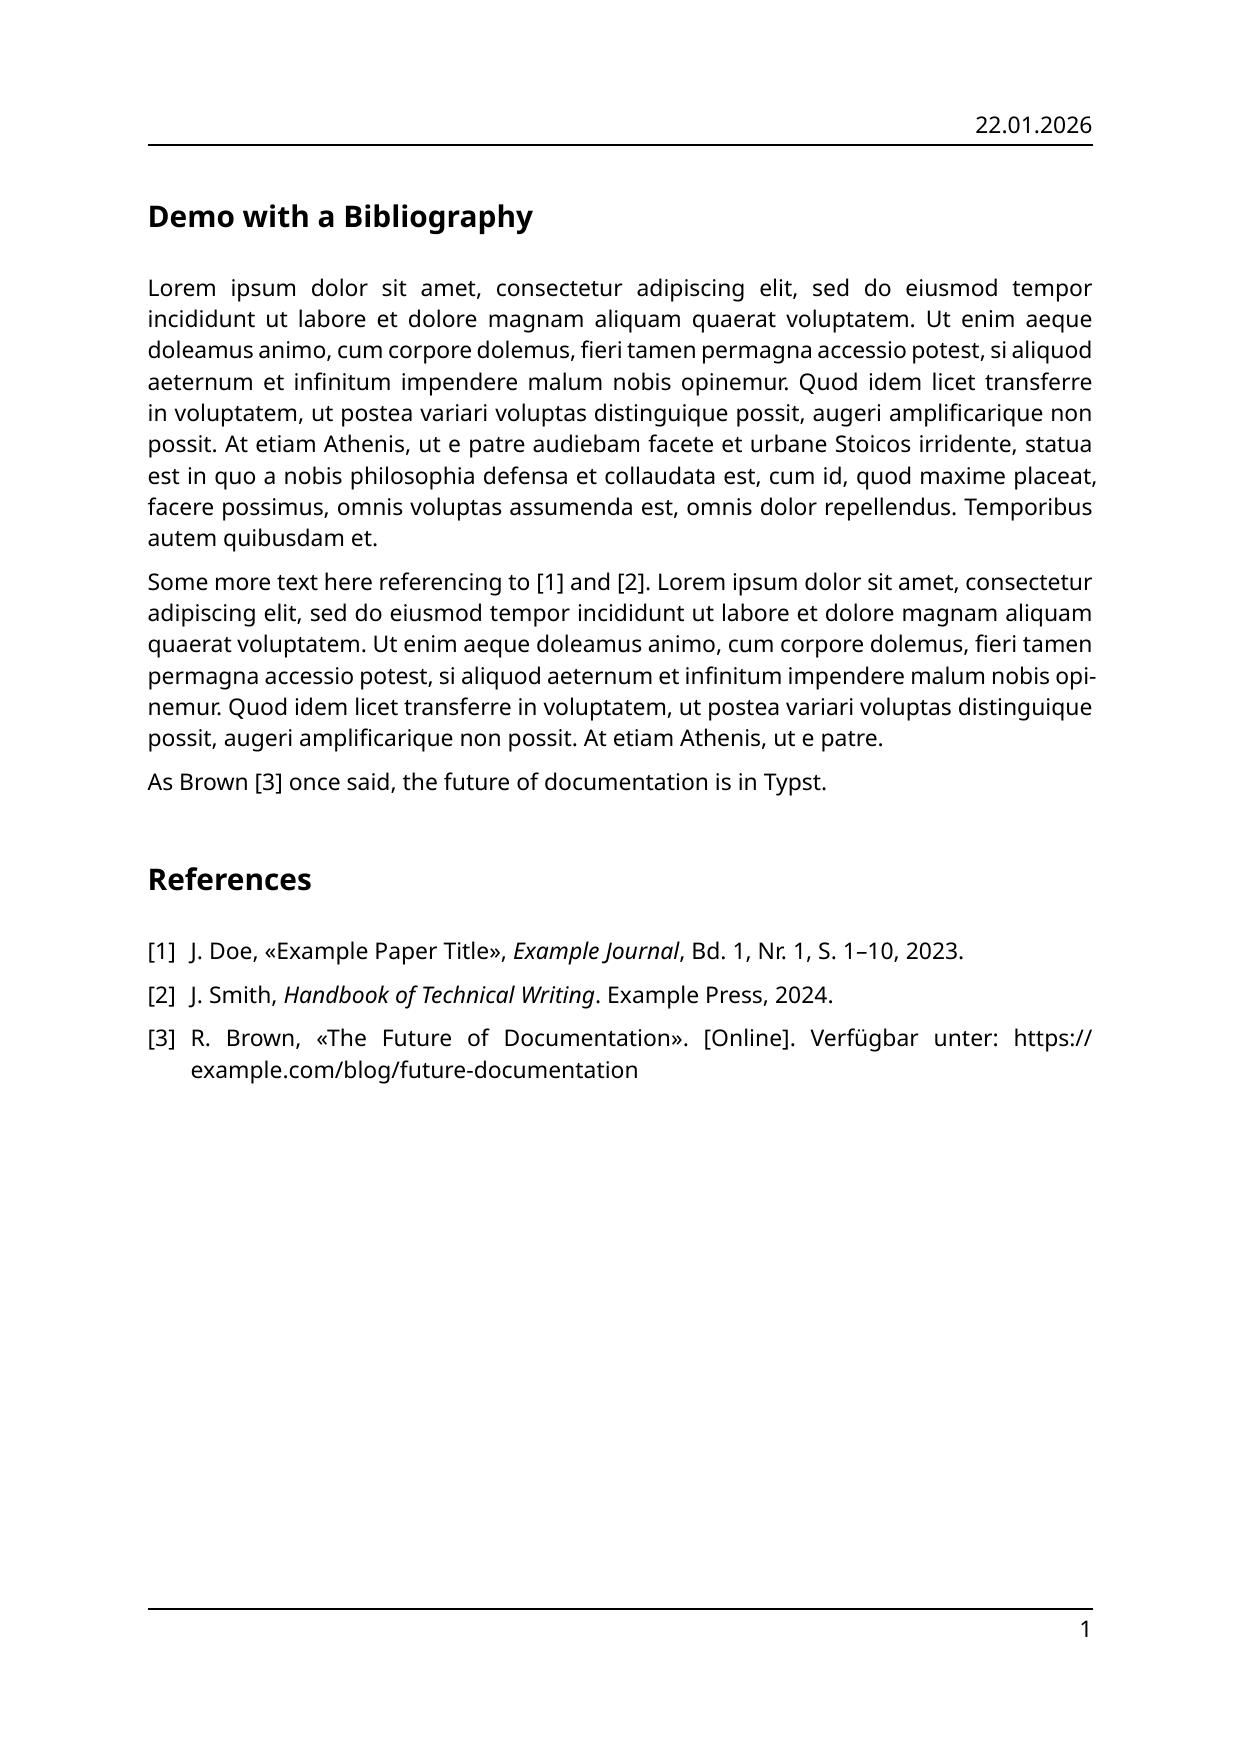 22.01.2026
Demo with a Bibliography
Lorem ipsum dolor sit amet, consectetur adipiscing elit, sed do eiusmod tempor
incididunt ut labore et dolore magnam aliquam quaerat voluptatem. Ut enim aeque
doleamus animo, cum corpore dolemus, fieri tamen permagna accessio potest, si aliquod
aeternum et infinitum impendere malum nobis opinemur. Quod idem licet transferre
in voluptatem, ut postea variari voluptas distinguique possit, augeri amplificarique non
possit. At etiam Athenis, ut e patre audiebam facete et urbane Stoicos irridente, statua
est in quo a nobis philosophia defensa et collaudata est, cum id, quod maxime placeat,
facere possimus, omnis voluptas assumenda est, omnis dolor repellendus. Temporibus
autem quibusdam et.
Some more text here referencing to [1] and [2]. Lorem ipsum dolor sit amet, consectetur
adipiscing elit, sed do eiusmod tempor incididunt ut labore et dolore magnam aliquam
quaerat voluptatem. Ut enim aeque doleamus animo, cum corpore dolemus, fieri tamen
permagna accessio potest, si aliquod aeternum et infinitum impendere malum nobis opi-
nemur. Quod idem licet transferre in voluptatem, ut postea variari voluptas distinguique
possit, augeri amplificarique non possit. At etiam Athenis, ut e patre.
As Brown [3] once said, the future of documentation is in Typst.
References
[1] J. Doe, «Example Paper Title», Example Journal, Bd. 1, Nr. 1, S. 1–10, 2023.
[2] J. Smith, Handbook of Technical Writing. Example Press, 2024.
[3] R. Brown, «The Future of Documentation». [Online]. Verfügbar unter: https://
example.com/blog/future-documentation
1